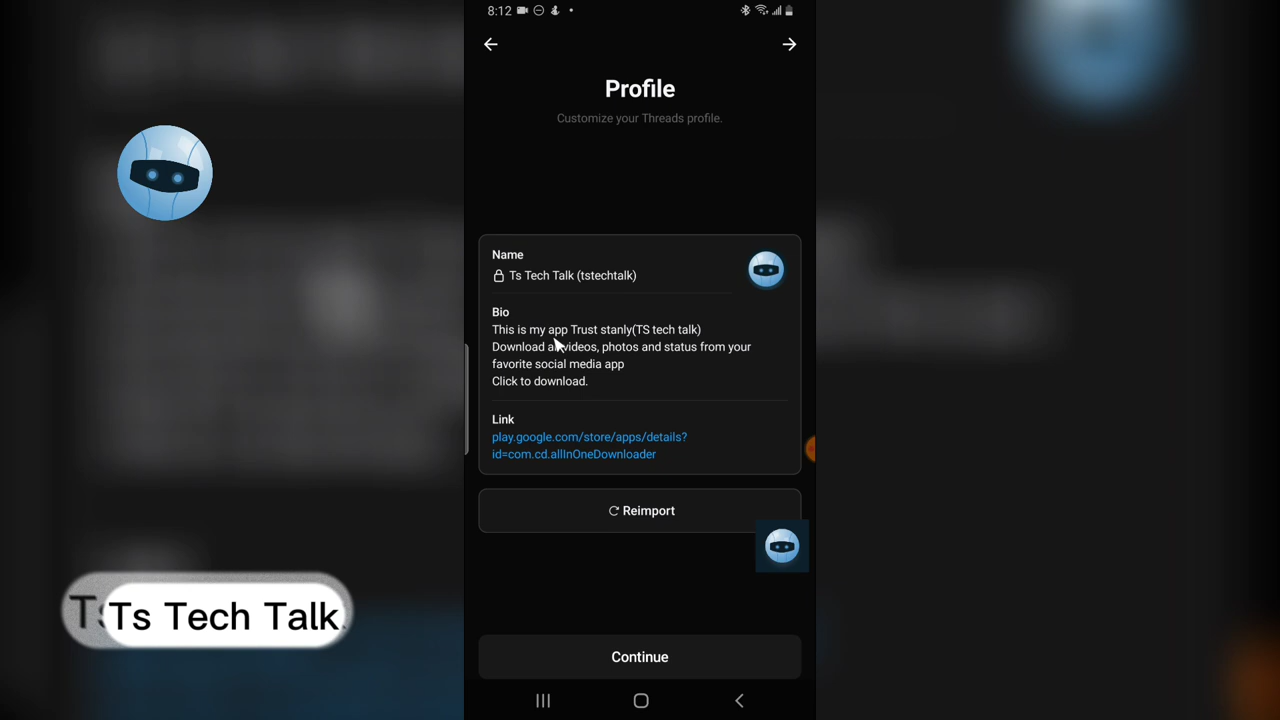 8:12
Profile
Customize your Threads profile.
Name
Ts Tech Talk (tstechtalk)
Bio
This is my app Trust stanly(TS tech talk)
Download all videos, photos and status from your
favorite social media app
Click to download.
Link
play.google.com/store/apps/details?
id=com.cd.allInOneDownloader
Reimport
Continue
Ts Ts Tech Talk